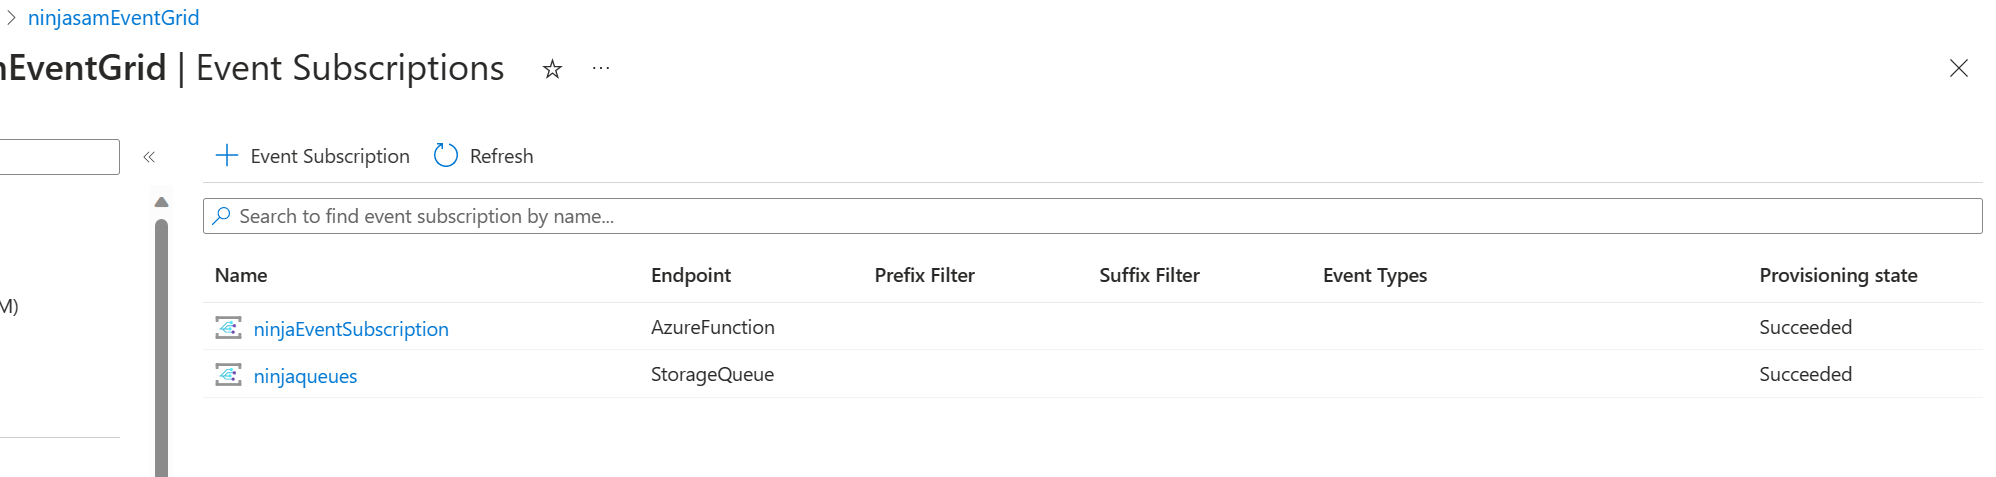 ninjasamEventGrid
EventGrid | Event Subscriptions
Event Subscription Refresh
Search to find event subscription by name...
Name Endpoint Prefix Filter Suffix Filter Event Types Provisioning state
M)
ninjaEventSubscription AzureFunction Succeeded
ninjaqueues StorageQueue Succeeded